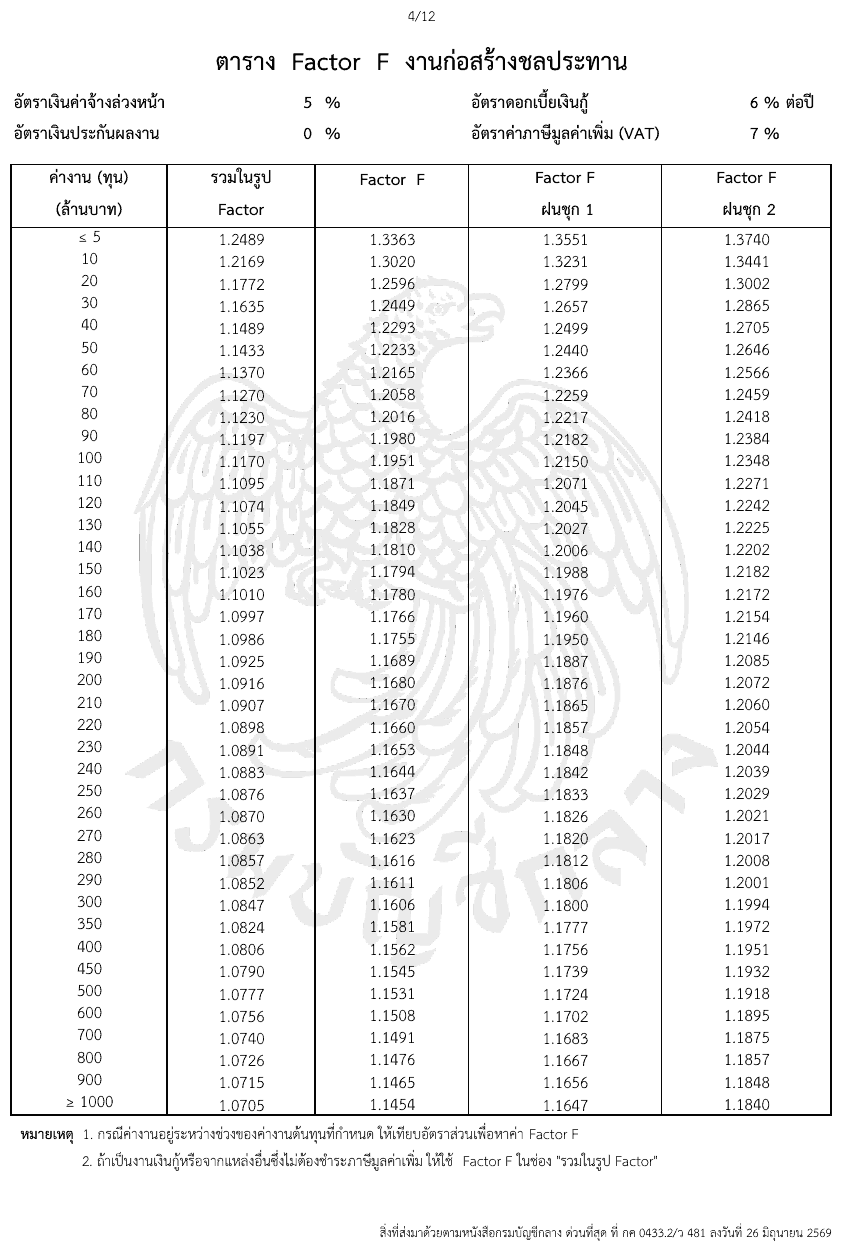 4/12
ตาราง Factor F งานก่อสร้างชลประทาน
อัตราเงินค่าจ้างล่วงหน้า 5 % อัตราดอกเบี้ยเงินกู้ 6 % ต่อปี
อัตราเงินประกันผลงาน 0 % อัตราค่าภาษีมูลค่าเพิ่ม (VAT) 7 %
ค่างาน (ทุน) รวมในรูป Factor F Factor F Factor F
(ล้านบาท) Factor ฝนชุก 1 ฝนชุก 2
≤ 5 1.2489 1.3363 1.3551 1.3740
10 1.2169 1.3020 1.3231 1.3441
20 1.1772 1.2596 1.2799 1.3002
30 1.1635 1.2449 1.2657 1.2865
40 1.1489 1.2293 1.2499 1.2705
50 1.1433 1.2233 1.2440 1.2646
60 1.1370 1.2165 1.2366 1.2566
70 1.1270 1.2058 1.2259 1.2459
80 1.1230 1.2016 1.2217 1.2418
90 1.1197 1.1980 1.2182 1.2384
100 1.1170 1.1951 1.2150 1.2348
110 1.1095 1.1871 1.2071 1.2271
120 1.1074 1.1849 1.2045 1.2242
130 1.1055 1.1828 1.2027 1.2225
140 1.1038 1.1810 1.2006 1.2202
150 1.1023 1.1794 1.1988 1.2182
160 1.1010 1.1780 1.1976 1.2172
170 1.0997 1.1766 1.1960 1.2154
180 1.0986 1.1755 1.1950 1.2146
190 1.0925 1.1689 1.1887 1.2085
200 1.0916 1.1680 1.1876 1.2072
210 1.0907 1.1670 1.1865 1.2060
220 1.0898 1.1660 1.1857 1.2054
230 1.0891 1.1653 1.1848 1.2044
240 1.0883 1.1644 1.1842 1.2039
250 1.0876 1.1637 1.1833 1.2029
260 1.0870 1.1630 1.1826 1.2021
270 1.0863 1.1623 1.1820 1.2017
280 1.0857 1.1616 1.1812 1.2008
290 1.0852 1.1611 1.1806 1.2001
300 1.0847 1.1606 1.1800 1.1994
350 1.0824 1.1581 1.1777 1.1972
400 1.0806 1.1562 1.1756 1.1951
450 1.0790 1.1545 1.1739 1.1932
500 1.0777 1.1531 1.1724 1.1918
600 1.0756 1.1508 1.1702 1.1895
700 1.0740 1.1491 1.1683 1.1875
800 1.0726 1.1476 1.1667 1.1857
900 1.0715 1.1465 1.1656 1.1848
≥ 1000 1.0705 1.1454 1.1647 1.1840
กรมบัญชีกลาง
หมายเหตุ 1. กรณีค่างานอยู่ระหว่างช่วงของค่างานต้นทุนที่กำหนด ให้เทียบอัตราส่วนเพื่อหาค่า Factor F
2. ถ้าเป็นงานเงินกู้หรือจากแหล่งอื่นซึ่งไม่ต้องชำระภาษีมูลค่าเพิ่ม ให้ใช้ Factor F ในช่อง "รวมในรูป Factor"
สิ่งที่ส่งมาด้วยตามหนังสือกรมบัญชีกลาง ด่วนที่สุด ที่ กค 0433.2/ว 481 ลงวันที่ 26 มิถุนายน 2569